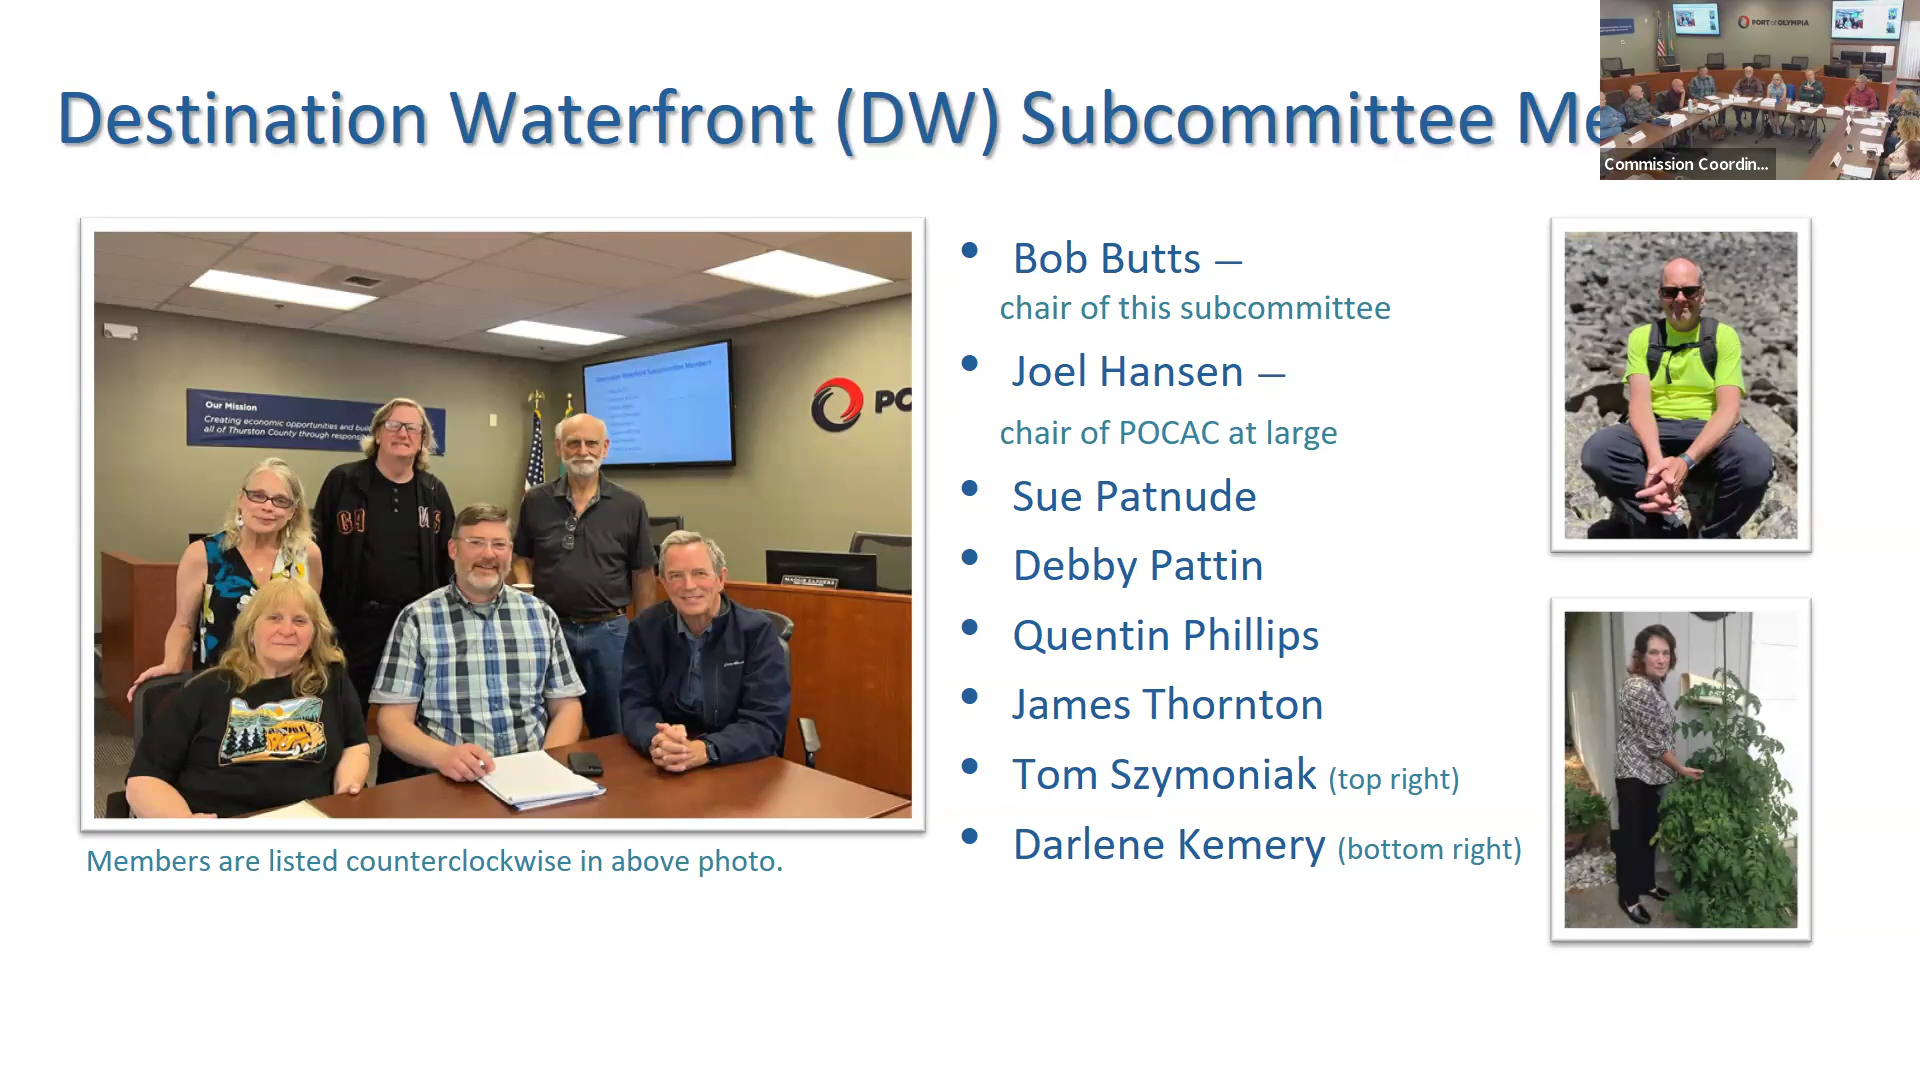 PORT OF OLYMPIA
Destination Waterfront (DW) Subcommittee Me
Commission Coordin...
Our Mission
Creating economic opportunities and buil
all of Thurston County through responsi
PO
MAGGIE SANDERS
Members are listed counterclockwise in above photo.
• Bob Butts —
chair of this subcommittee
• Joel Hansen —
chair of POCAC at large
• Sue Patnude
• Debby Pattin
• Quentin Phillips
• James Thornton
• Tom Szymoniak (top right)
• Darlene Kemery (bottom right)